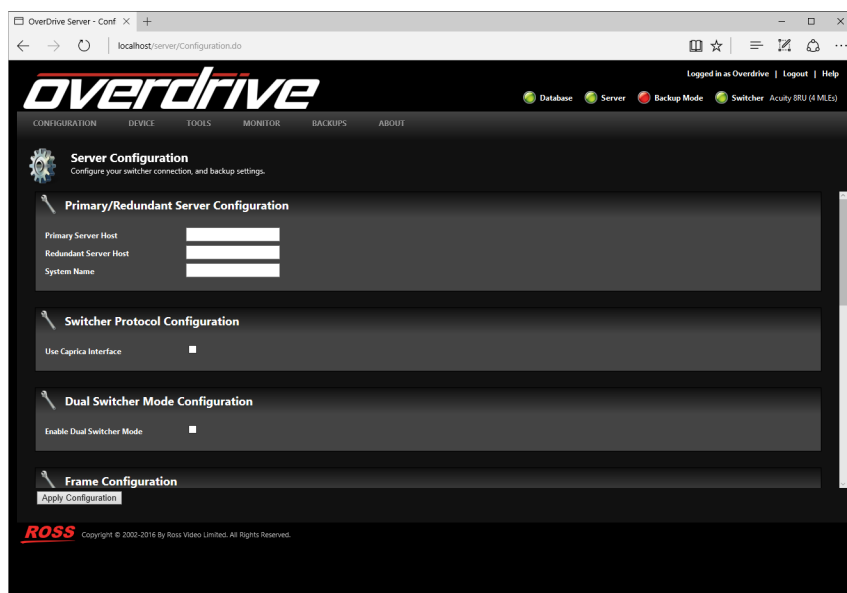 OverDrive Server - Conf
localhost/server/Configuration.do
overdrive
Logged in as Overdrive | Logout | Help
Database Server Backup Mode Switcher Acuity 8RU (4 MLEs)
CONFIGURATION DEVICE TOOLS MONITOR BACKUPS ABOUT
Server Configuration
Configure your switcher connection, and backup settings.
Primary/Redundant Server Configuration
Primary Server Host
Redundant Server Host
System Name
Switcher Protocol Configuration
Use Caprica Interface
Dual Switcher Mode Configuration
Enable Dual Switcher Mode
Frame Configuration
Apply Configuration
ROSS Copyright © 2002-2016 By Ross Video Limited. All Rights Reserved.